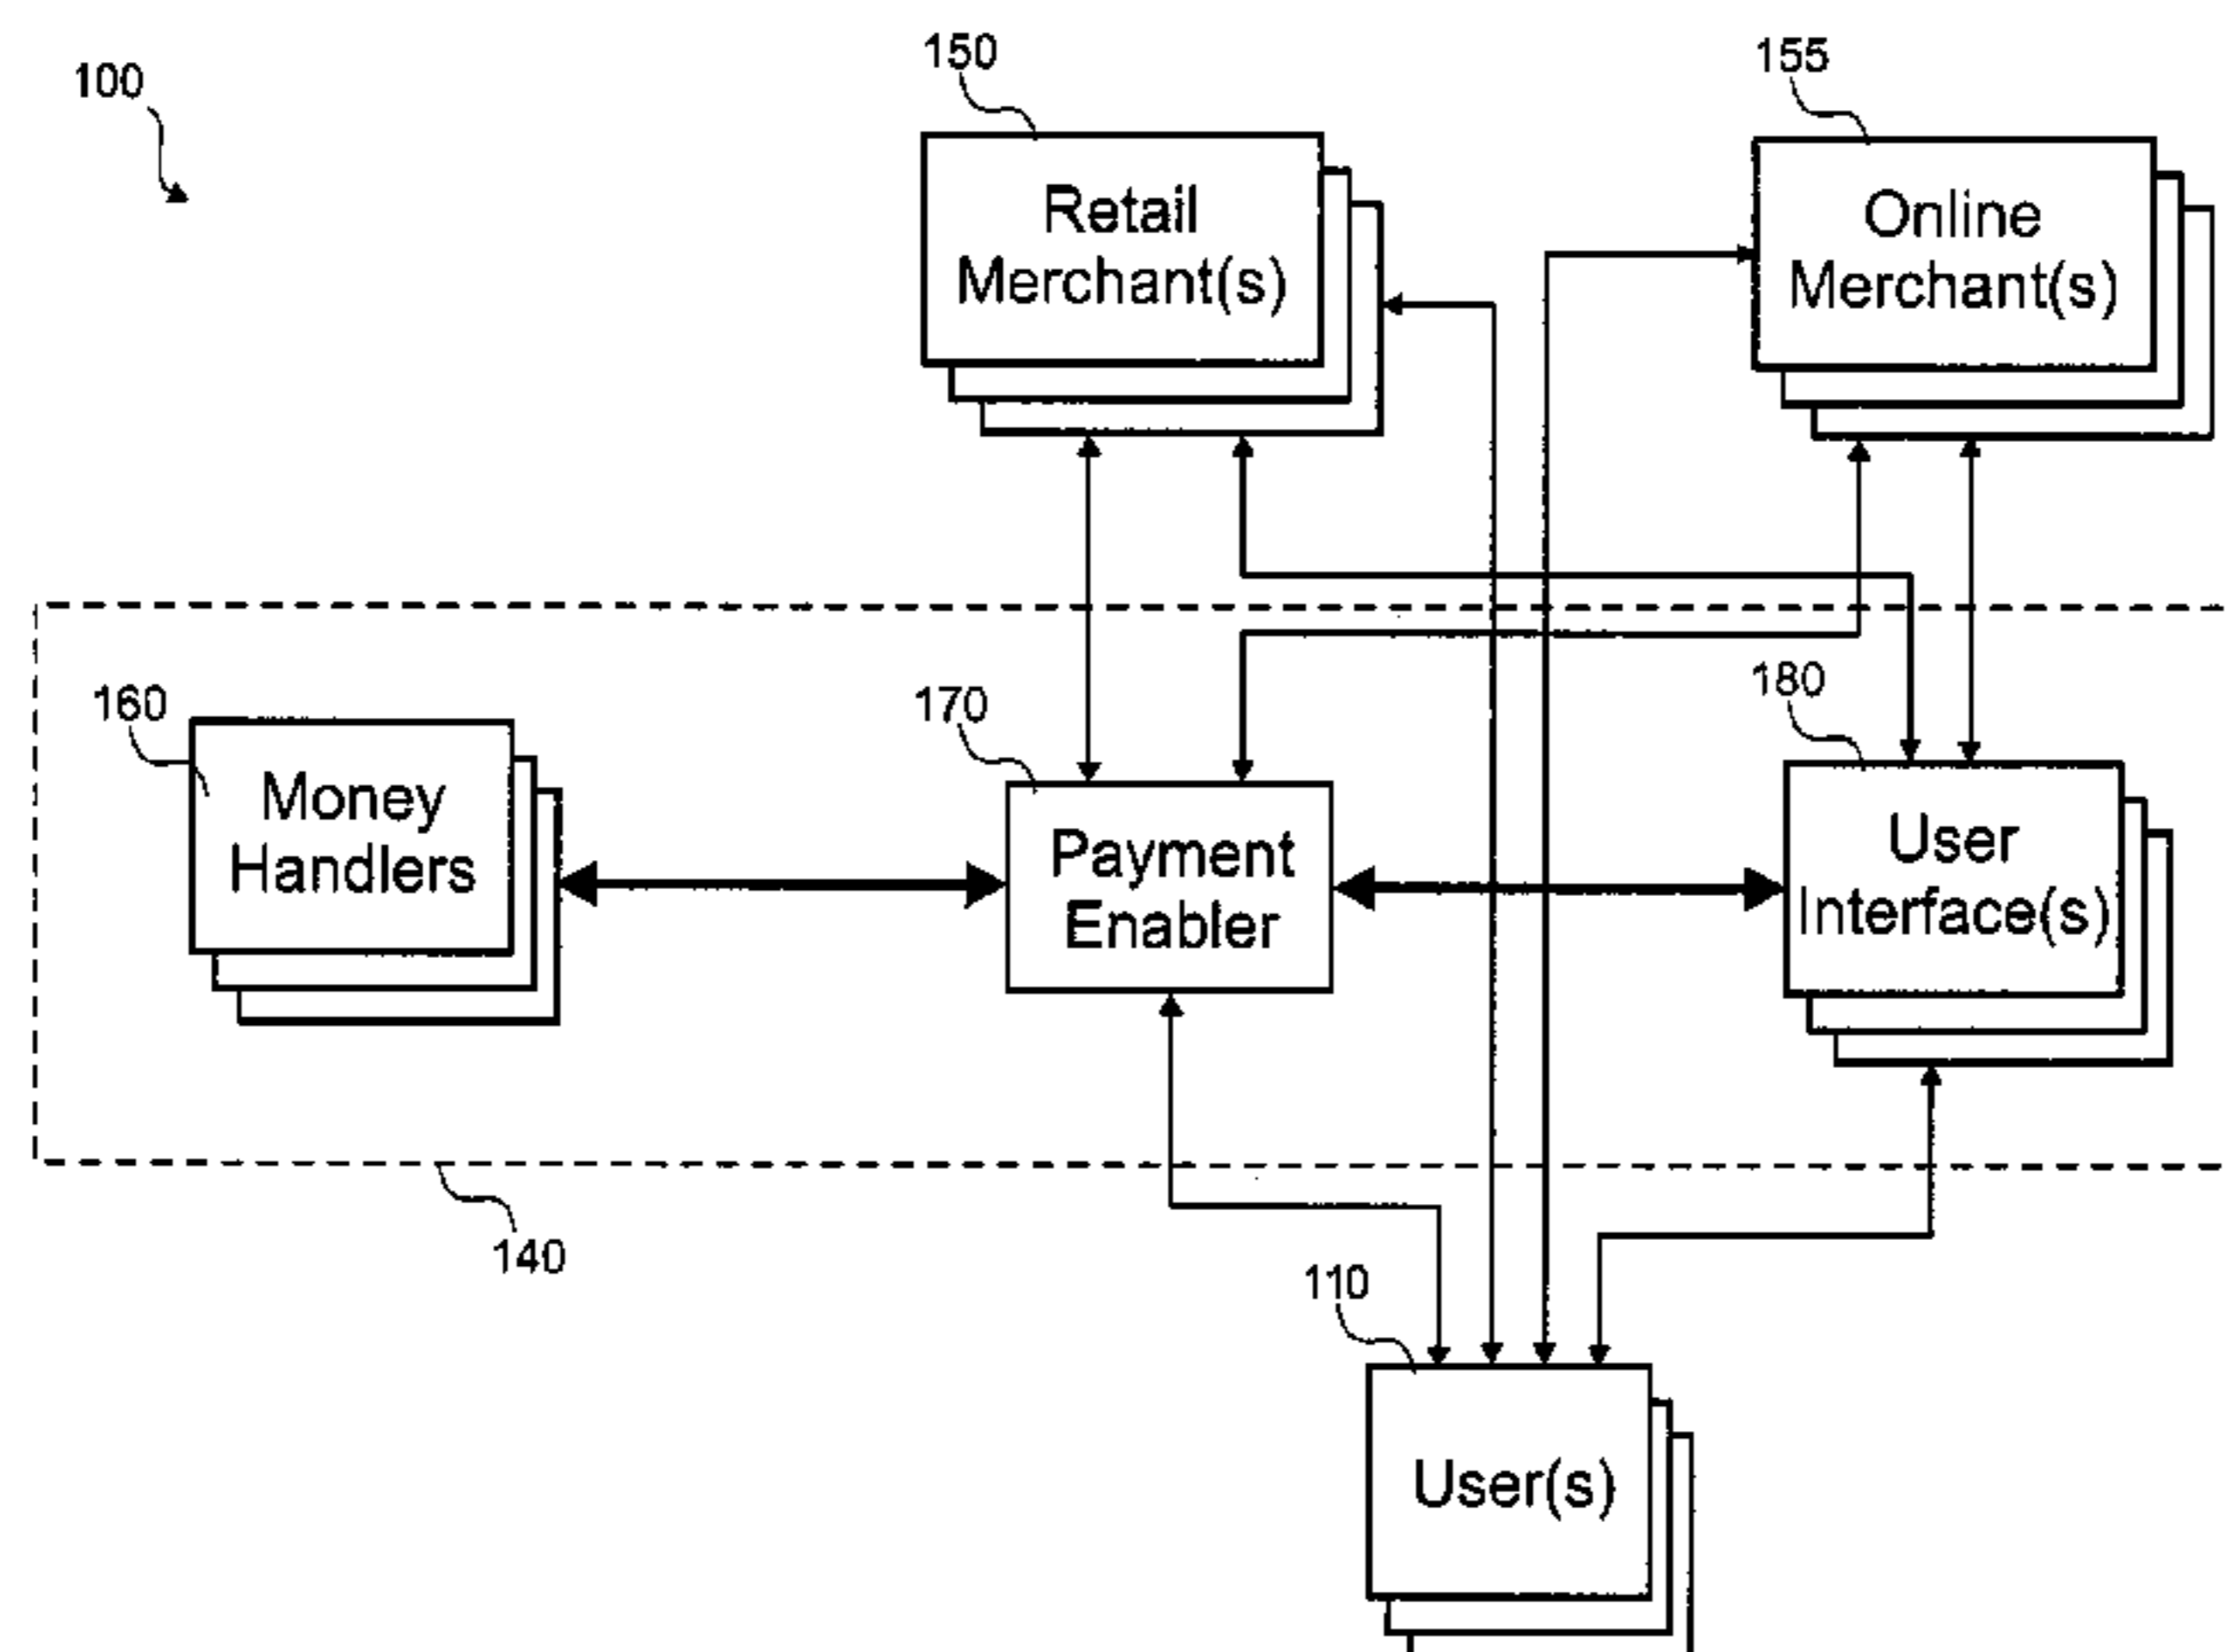 100
150
155
Retail
Merchant(s)
Online
Merchant(s)
160
170
180
Money
Handlers
Payment
Enabler
User
Interface(s)
140
110
User(s)